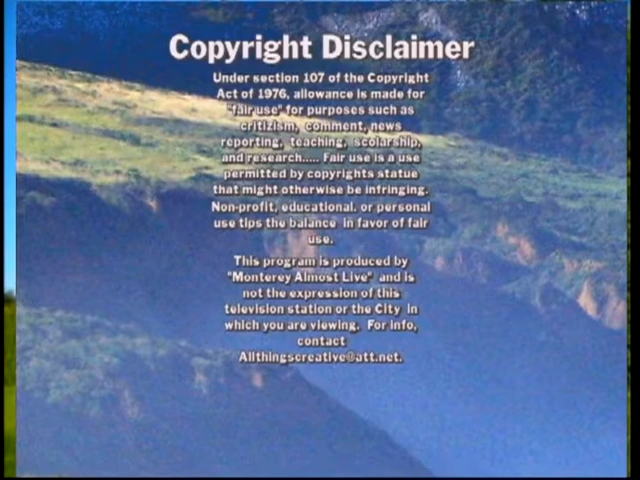 Copyright Disclaimer
Under section 107 of the Copyright
Act of 1976, allowance is made for
"fair use" for purposes such as
critizism, comment, news
reporting, teaching, scolarship,
and research..... Fair use is a use
permitted by copyrights statue
that might otherwise be infringing.
Non-profit, educational. or personal
use tips the balance in favor of fair
use.
This program is produced by
"Monterey Almost Live" and is
not the expression of this
television station or the City in
which you are viewing. For info,
contact
Allthingscreative@att.net.